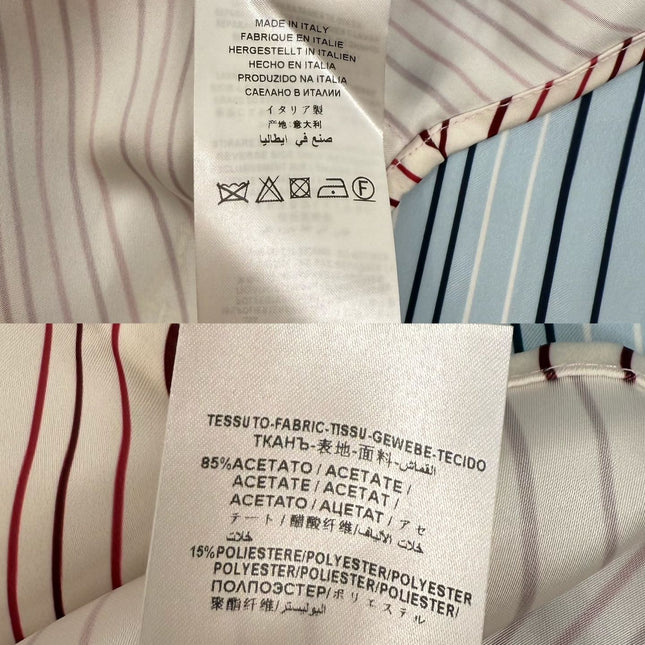 MADE IN ITALY
FABRIQUE EN ITALIE
HERGESTELLT IN ITALIEN
HECHO EN ITALIA
PRODUZIDO NA ITALIA
СДЕЛАНО В ИТАЛИИ
イタリア製
产地:意大利
صنع في ايطاليا
F
TESSUTO-FABRIC-TISSU-GEWEBE-TECIDO
ТКАНЪ-表地-面料-القماش
85%ACETATO/ACETATE/
ACETATE/ACETAT/
ACETATO/АЦЕТАТ/アセ
テート/醋酸纤维/خلات الألياف
خلات
15%POLIESTERE/POLYESTER/POLYESTER
POLYESTER/POLIESTER/POLIESTER/
ПОЛПОЭСТЕР/ポリエステル
聚酯纤维/البوليستر